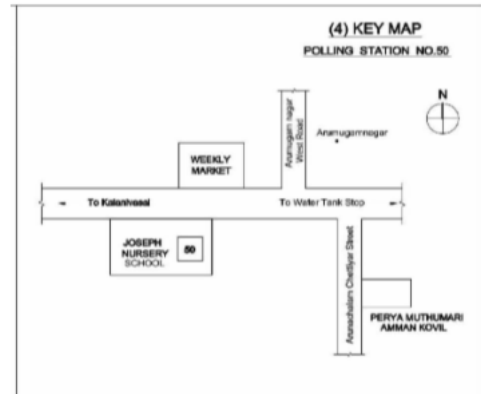 (4) KEY MAP
POLLING STATION NO.50
N
Arumugam nagar
West Road
Arumugamnagar
WEEKLY
MARKET
To Kalanivasal
To Water Tank Stop
JOSEPH
NURSERY
SCHOOL
50
Arunachalam Chettiyar Street
PERYA MUTHUMARI
AMMAN KOVIL